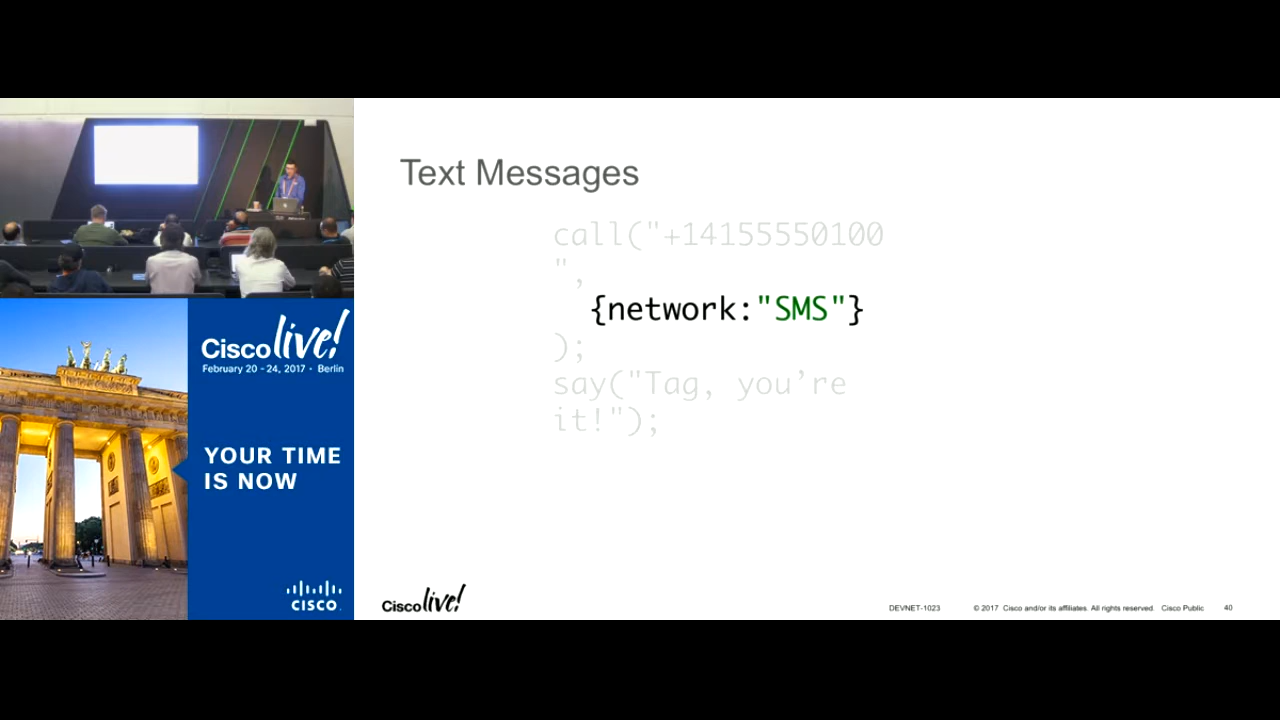 Text Messages
call("+14155550100
",
{network:"SMS"}
);
say("Tag, you’re
it!");
Cisco live!
February 20 - 24, 2017 • Berlin
YOUR TIME
IS NOW
CISCO.
Cisco live!
DEVNET-1023 © 2017 Cisco and/or its affiliates. All rights reserved. Cisco Public 40